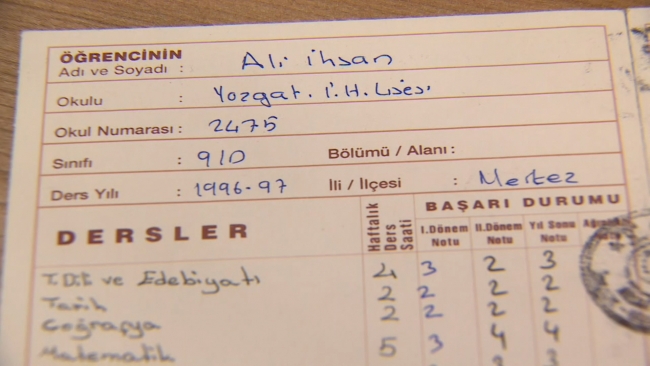 ÖĞRENCİNİN
Adı ve Soyadı : Ali ihsan
Okulu : Yozgat. İ.H.Lisesi
Okul Numarası : 2475
Sınıfı : 9/D Bölümü / Alanı :
Ders Yılı : 1996-97 İli / İlçesi : Merkez
DERSLER Haftalık Ders Saati BAŞARI DURUMU
I.Dönem Notu II.Dönem Notu Yıl Sonu Notu
T.Dili ve Edebiyatı 4 3 2 3
Tarih 2 2 2 2
Coğrafya 2 2 2 2
Matematik 5 3 4 4